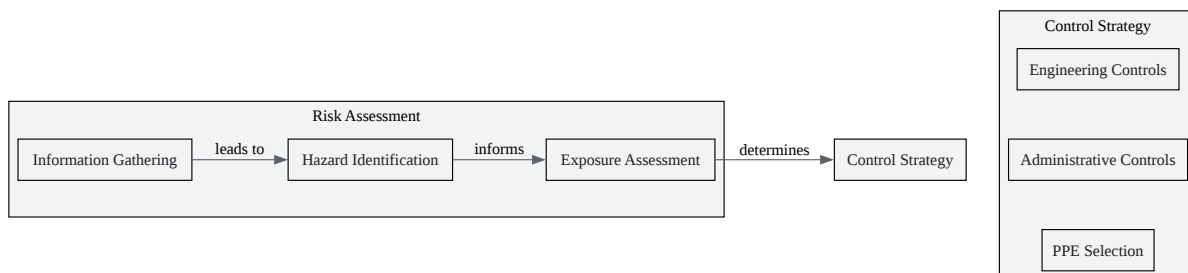 Risk Assessment
Information Gathering
leads to
Hazard Identification
informs
Exposure Assessment
determines
Control Strategy
Control Strategy
Engineering Controls
Administrative Controls
PPE Selection